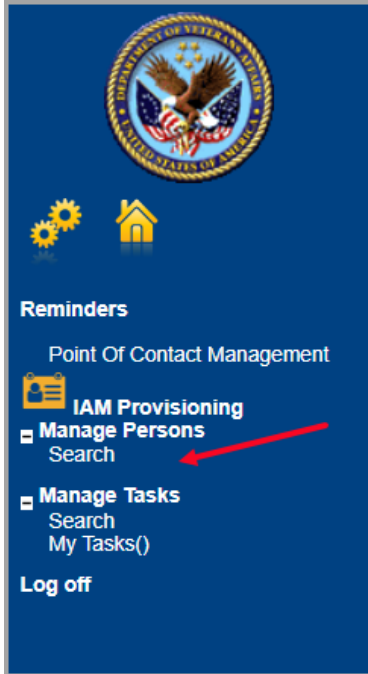 DEPARTMENT OF VETERANS AFFAIRS
UNITED STATES OF AMERICA
Reminders
Point Of Contact Management
IAM Provisioning
Manage Persons
Search
Manage Tasks
Search
My Tasks()
Log off